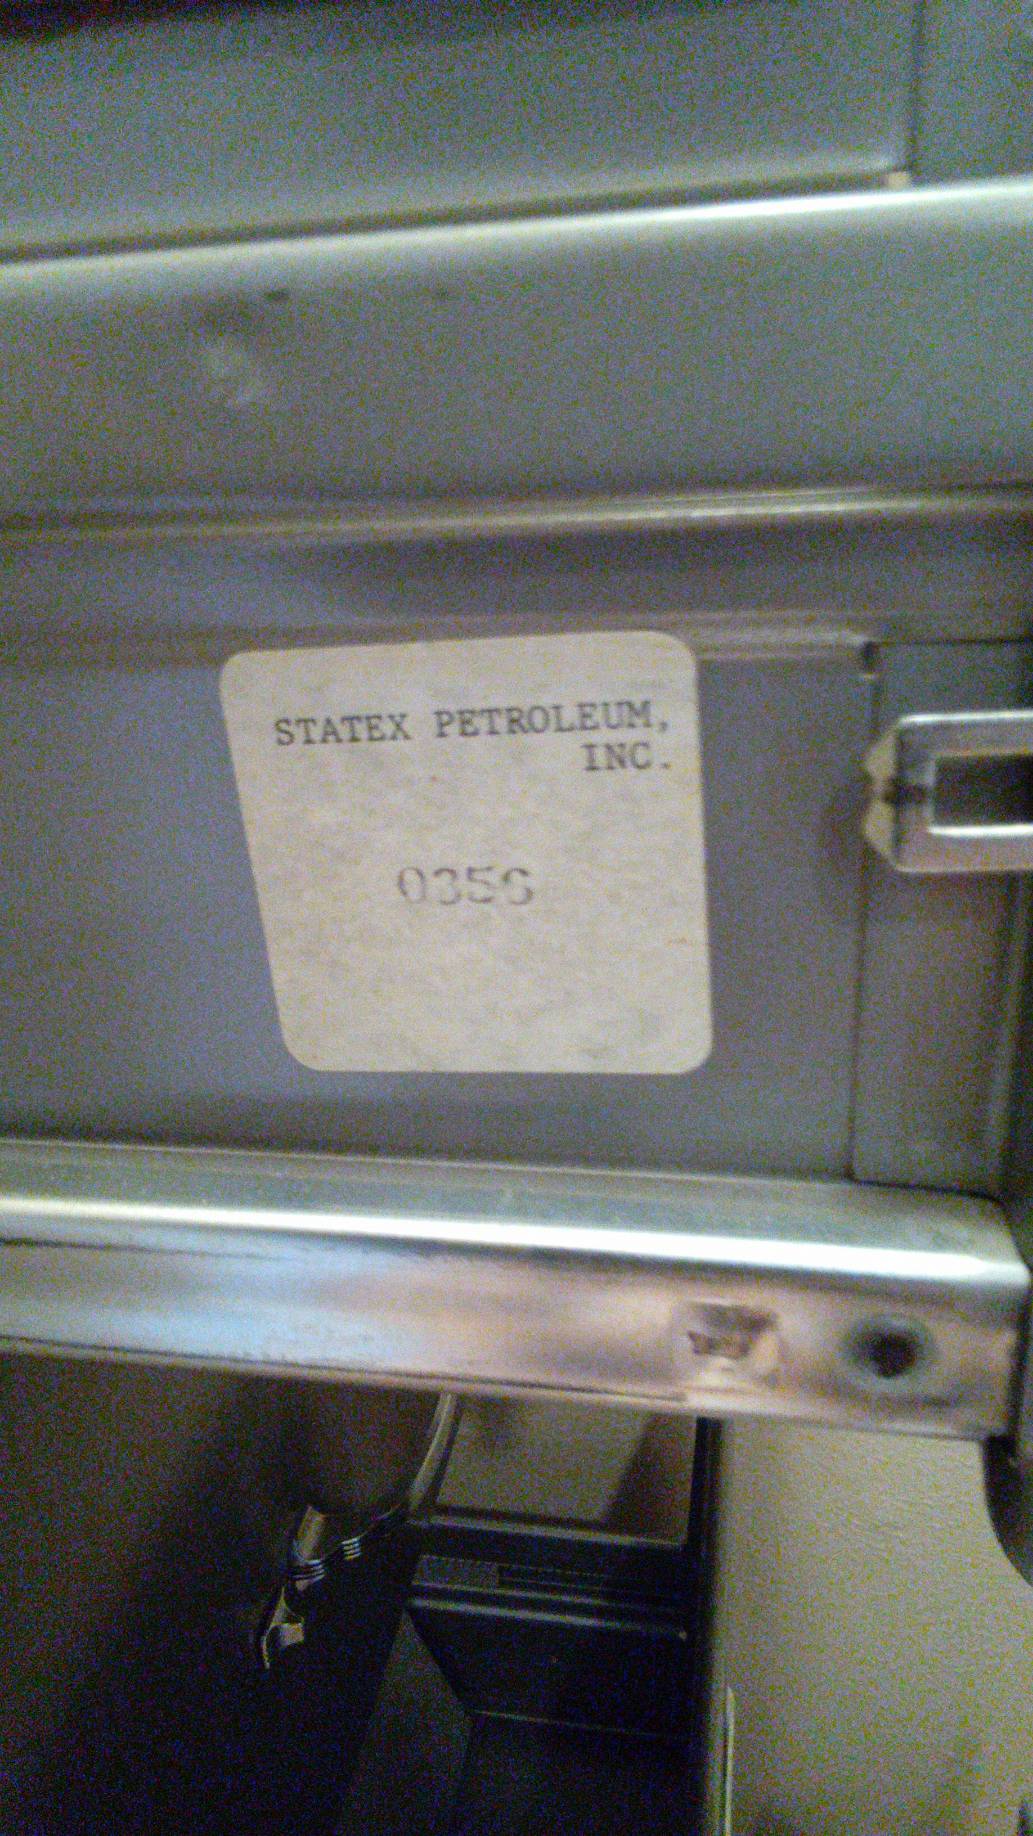 STATEX PETROLEUM,
INC.
0356